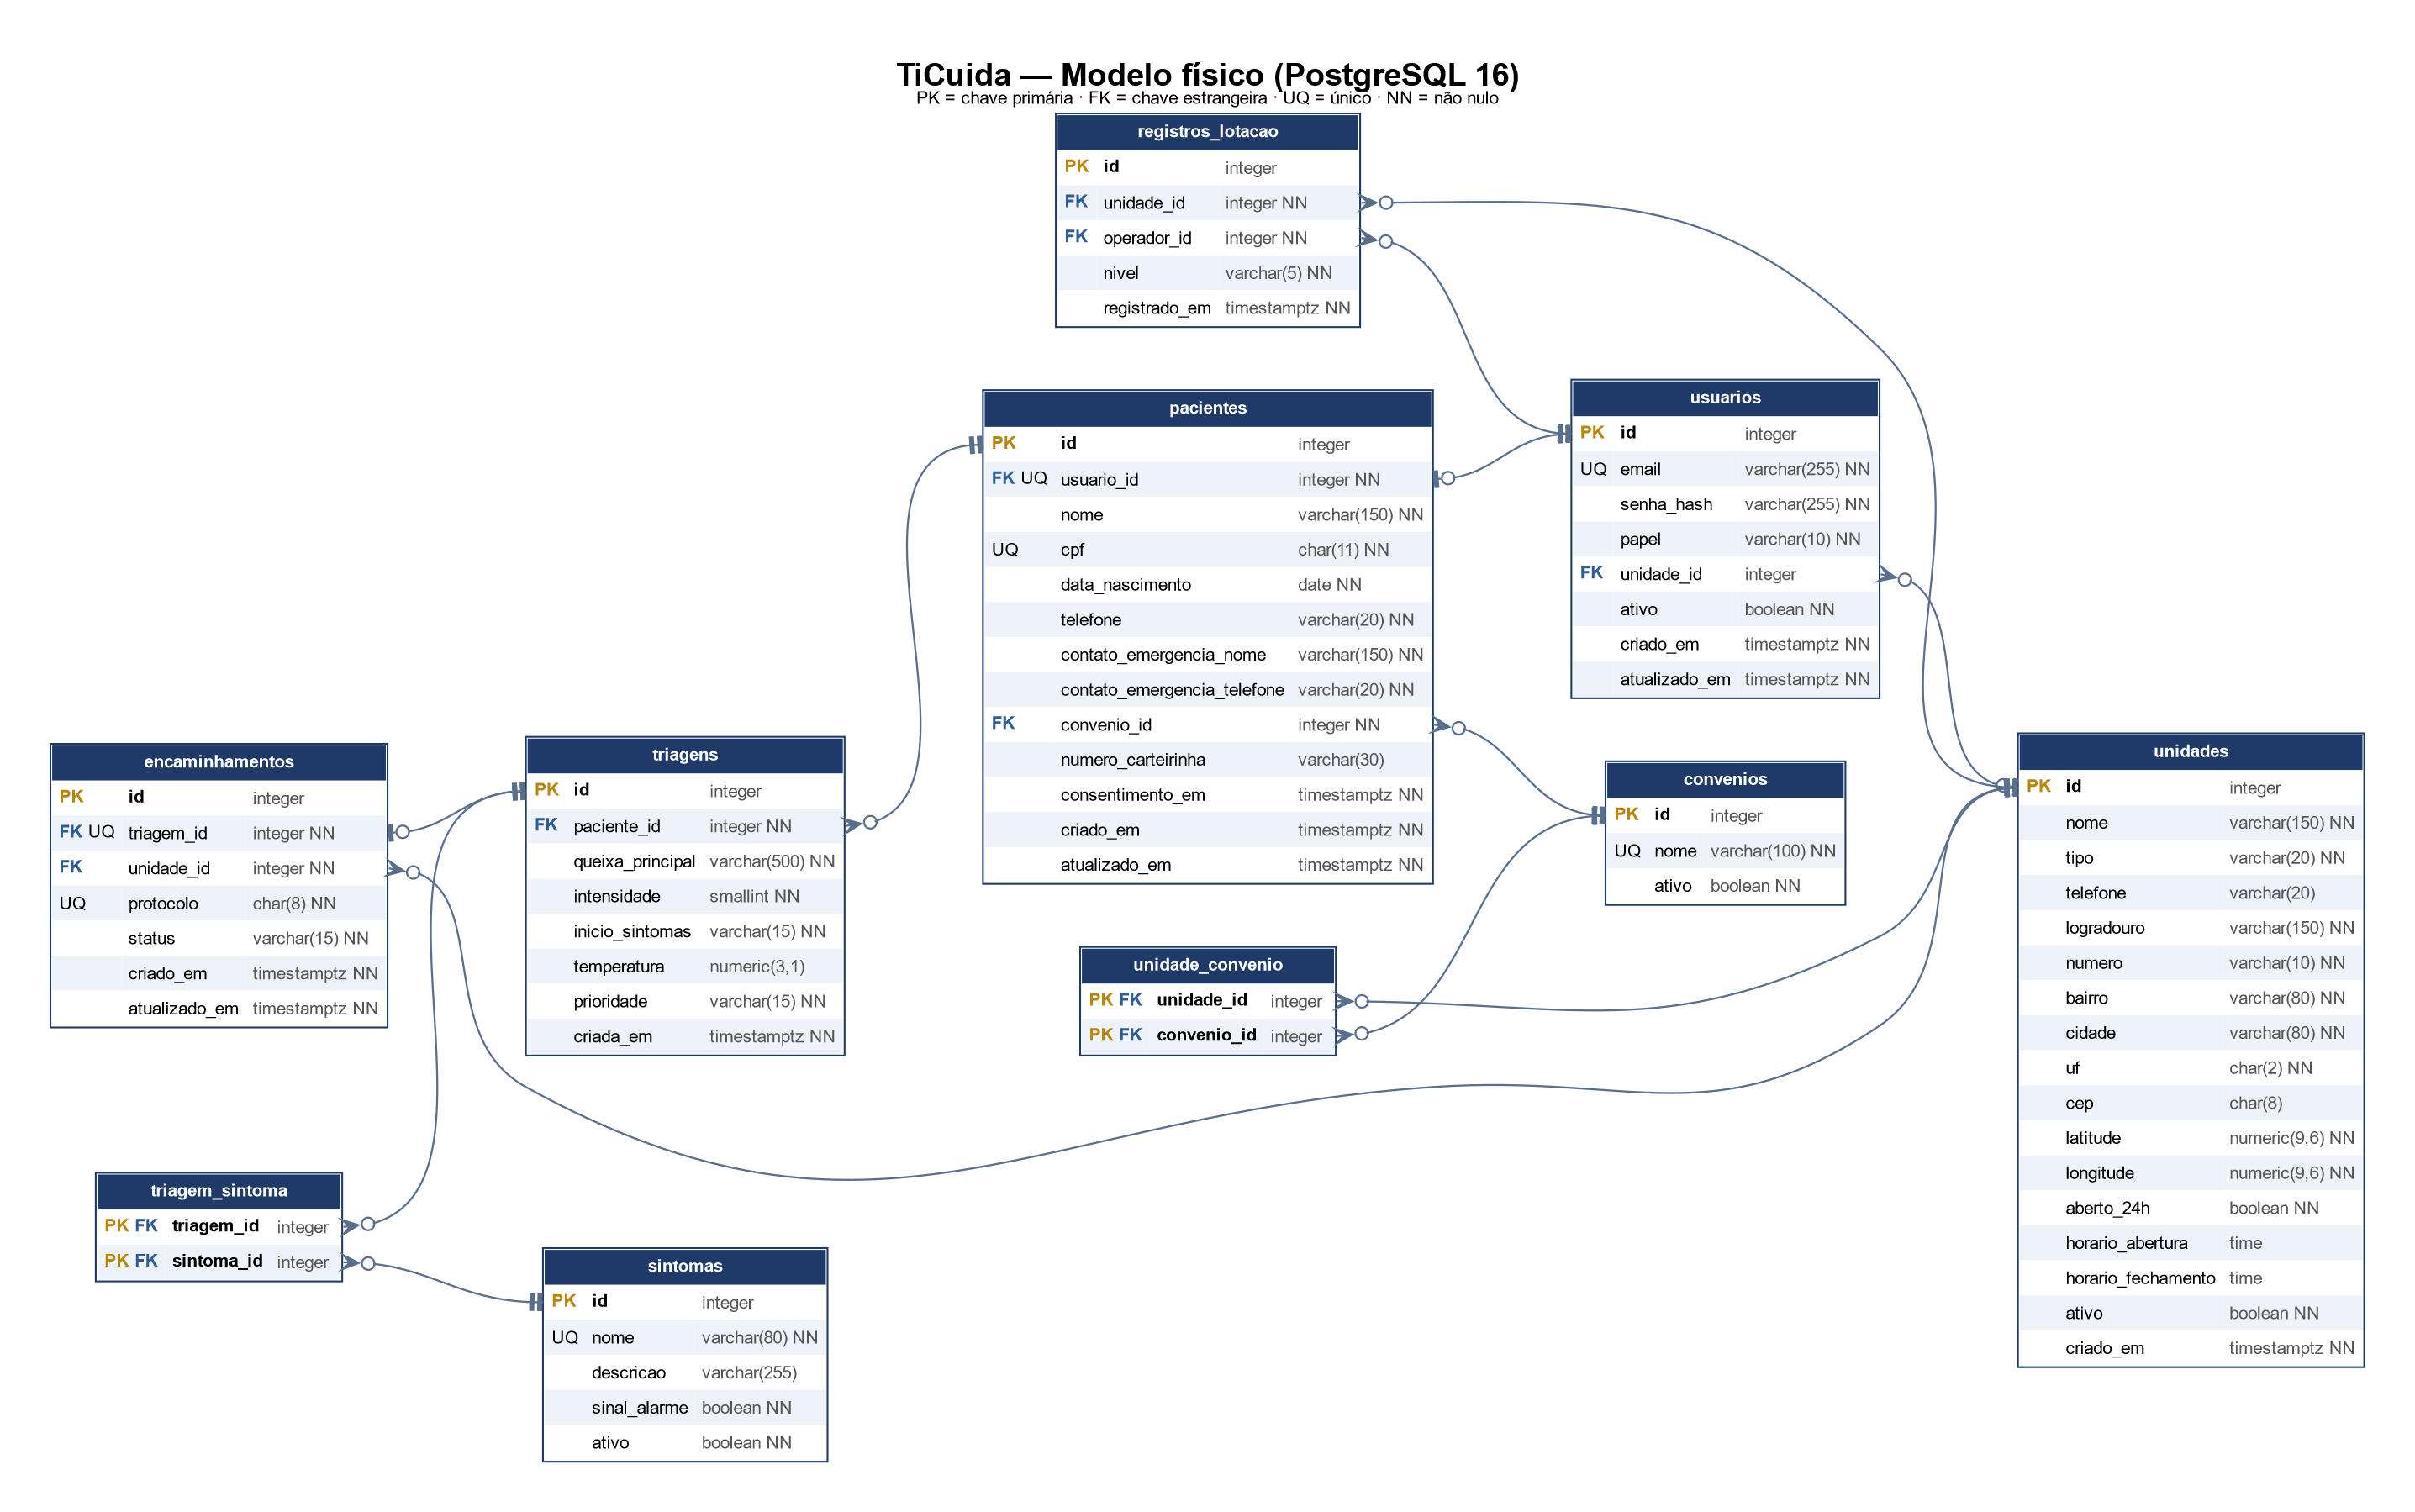 TiCuida — Modelo físico (PostgreSQL 16)
PK = chave primária · FK = chave estrangeira · UQ = único · NN = não nulo
registros_lotacao
PK id integer
FK unidade_id integer NN
FK operador_id integer NN
nivel varchar(5) NN
registrado_em timestamptz NN
pacientes
PK id integer
FK UQ usuario_id integer NN
nome varchar(150) NN
UQ cpf char(11) NN
data_nascimento date NN
telefone varchar(20) NN
contato_emergencia_nome varchar(150) NN
contato_emergencia_telefone varchar(20) NN
FK convenio_id integer NN
numero_carteirinha varchar(30)
consentimento_em timestamptz NN
criado_em timestamptz NN
atualizado_em timestamptz NN
usuarios
PK id integer
UQ email varchar(255) NN
senha_hash varchar(255) NN
papel varchar(10) NN
FK unidade_id integer
ativo boolean NN
criado_em timestamptz NN
atualizado_em timestamptz NN
encaminhamentos
PK id integer
FK UQ triagem_id integer NN
FK unidade_id integer NN
UQ protocolo char(8) NN
status varchar(15) NN
criado_em timestamptz NN
atualizado_em timestamptz NN
triagens
PK id integer
FK paciente_id integer NN
queixa_principal varchar(500) NN
intensidade smallint NN
inicio_sintomas varchar(15) NN
temperatura numeric(3,1)
prioridade varchar(15) NN
criada_em timestamptz NN
convenios
PK id integer
UQ nome varchar(100) NN
ativo boolean NN
unidades
PK id integer
nome varchar(150) NN
tipo varchar(20) NN
telefone varchar(20)
logradouro varchar(150) NN
numero varchar(10) NN
bairro varchar(80) NN
cidade varchar(80) NN
uf char(2) NN
cep char(8)
latitude numeric(9,6) NN
longitude numeric(9,6) NN
aberto_24h boolean NN
horario_abertura time
horario_fechamento time
ativo boolean NN
criado_em timestamptz NN
unidade_convenio
PK FK unidade_id integer
PK FK convenio_id integer
triagem_sintoma
PK FK triagem_id integer
PK FK sintoma_id integer
sintomas
PK id integer
UQ nome varchar(80) NN
descricao varchar(255)
sinal_alarme boolean NN
ativo boolean NN